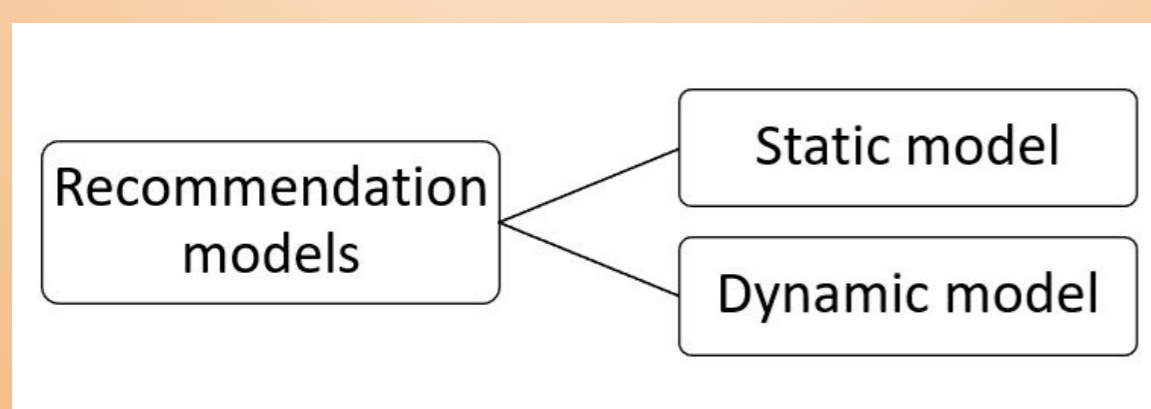 Recommendation
models
Static model
Dynamic model